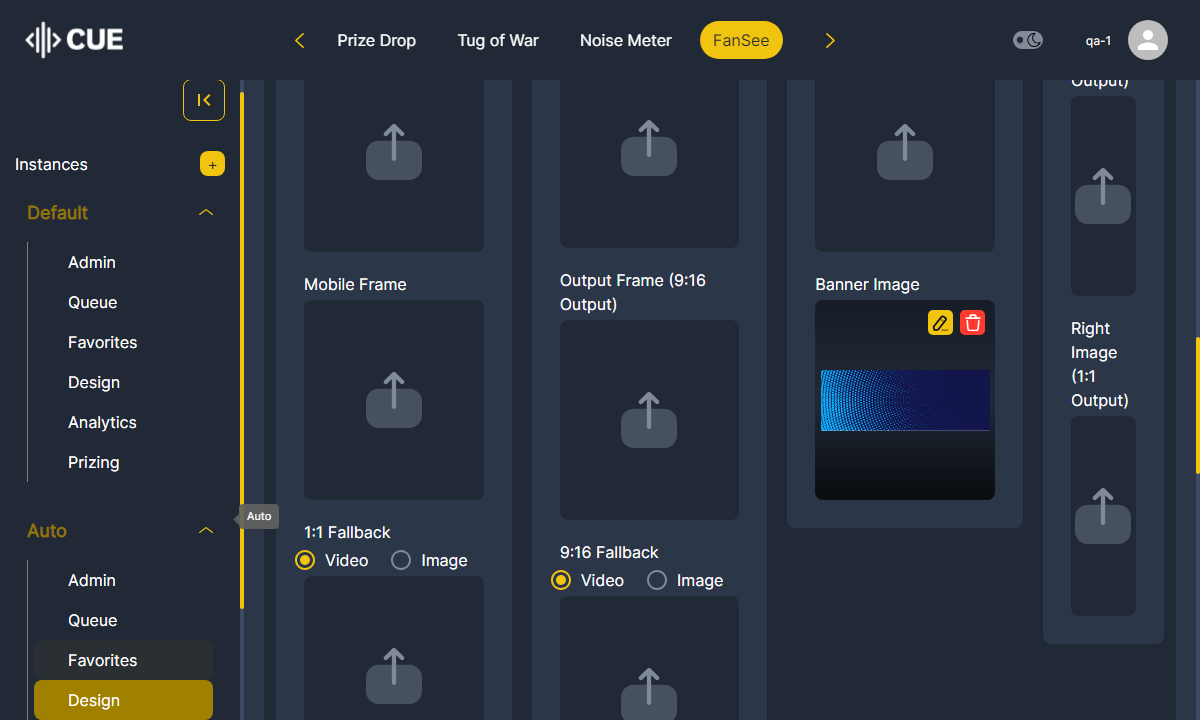 CUE
Prize Drop
Tug of War
Noise Meter
FanSee
qa-1
Instances
+
Default
Admin
Queue
Favorites
Design
Analytics
Prizing
Auto
Admin
Queue
Favorites
Design
Auto
Mobile Frame
1:1 Fallback
Video
Image
Output Frame (9:16
Output)
9:16 Fallback
Video
Image
Banner Image
Output)
Right
Image
(1:1
Output)